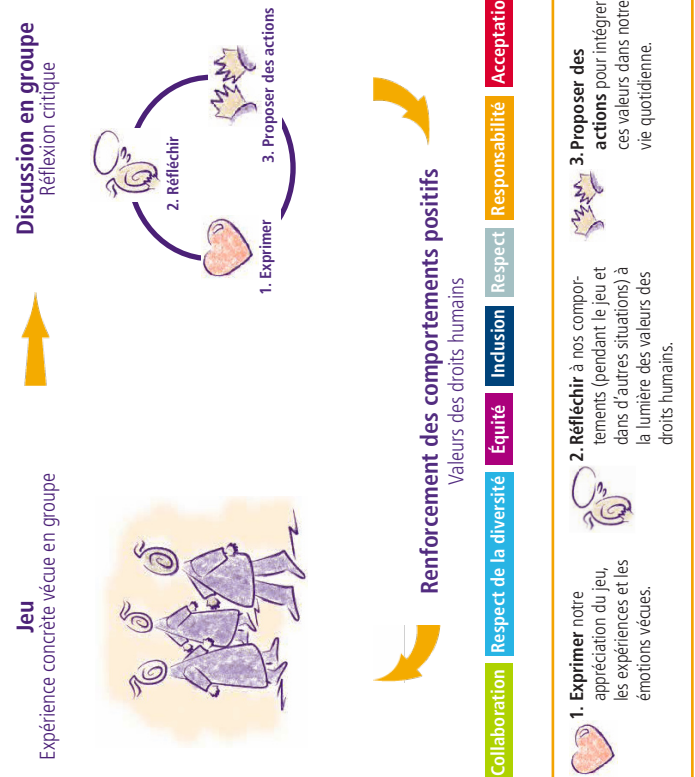 Jeu
Expérience concrète vécue en groupe
Discussion en groupe
Réflexion critique
1. Exprimer
2. Réfléchir
3. Proposer des actions
Renforcement des comportements positifs
Valeurs des droits humains
Collaboration
Respect de la diversité
Équité
Inclusion
Respect
Responsabilité
Acceptatio
1. Exprimer notre
appréciation du jeu,
les expériences et les
émotions vécues.
2. Réfléchir à nos compor-
tements (pendant le jeu et
dans d'autres situations) à
la lumière des valeurs des
droits humains.
3. Proposer des
actions pour intégrer
ces valeurs dans notre
vie quotidienne.